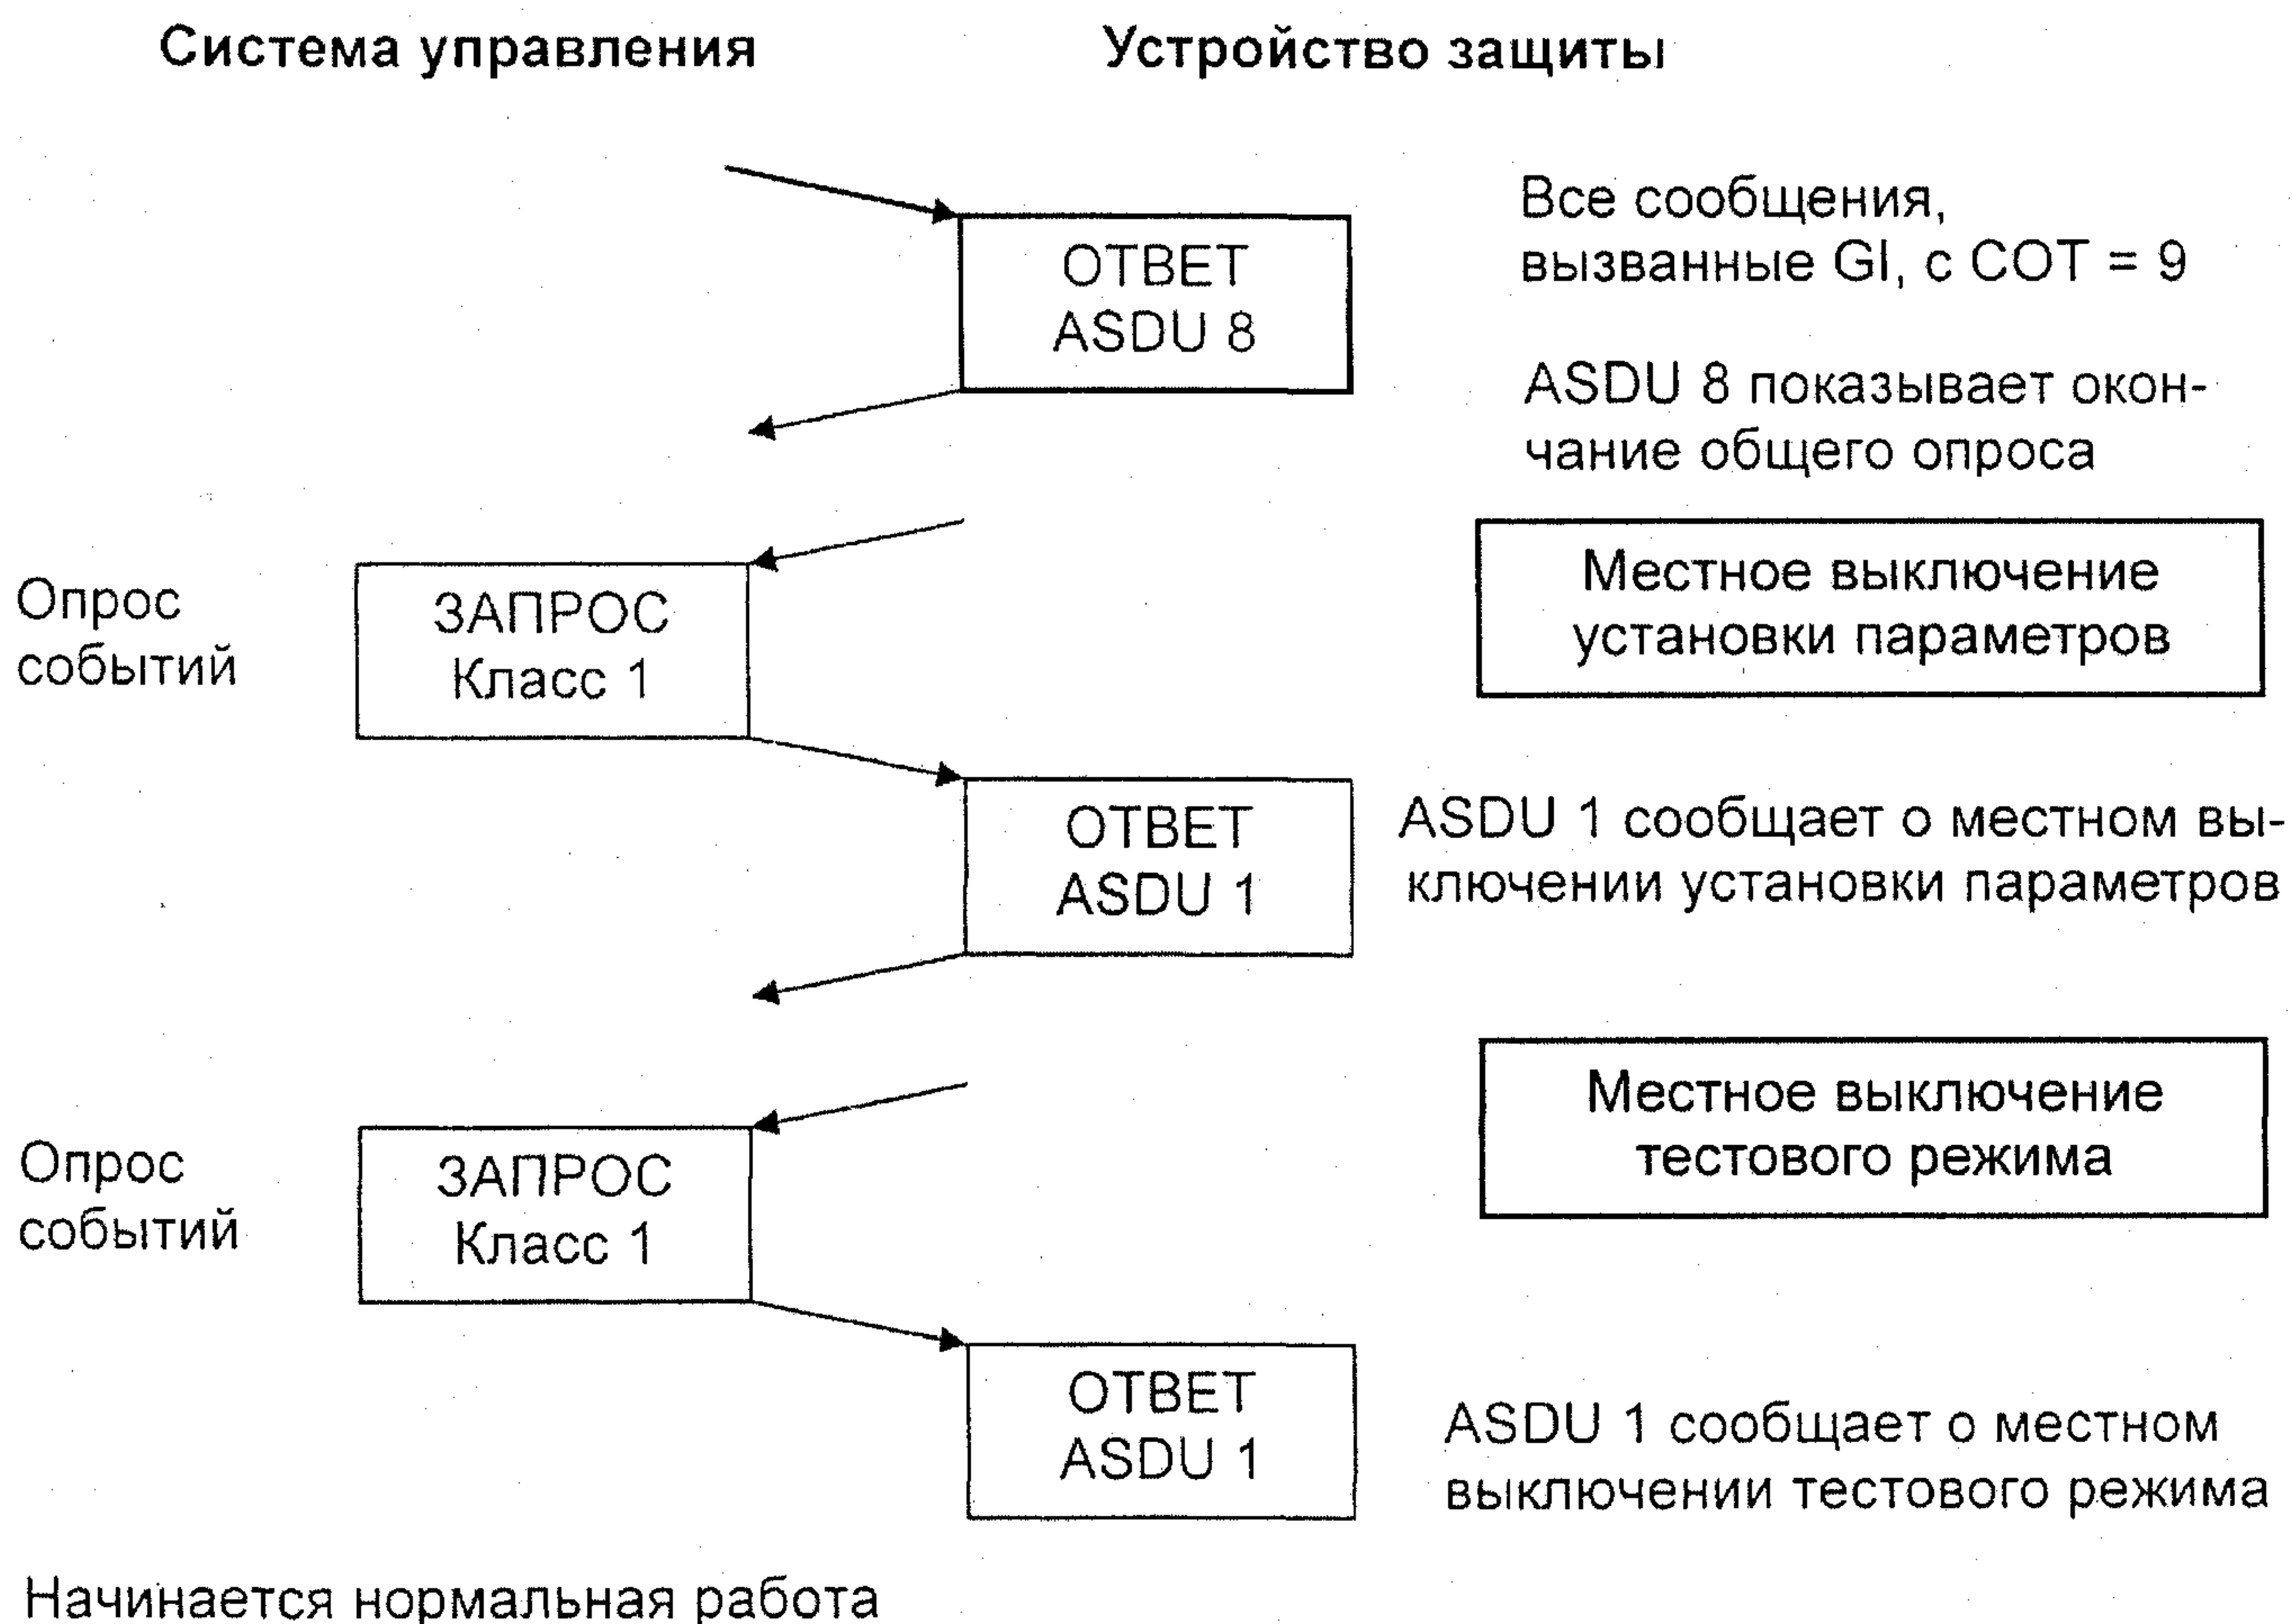 Система управления
Устройство защиты
ОТВЕТ
ASDU 8
Все сообщения,
вызванные GI, с СОТ = 9
ASDU 8 показывает окон-
чание общего опроса
Опрос
событий
ЗАПРОС
Класс 1
Местное выключение
установки параметров
ОТВЕТ
ASDU 1
ASDU 1 сообщает о местном вы-
ключении установки параметров
Опрос
событий
ЗАПРОС
Класс 1
Местное выключение
тестового режима
ОТВЕТ
ASDU 1
ASDU 1 сообщает о местном
выключении тестового режима
Начинается нормальная работа